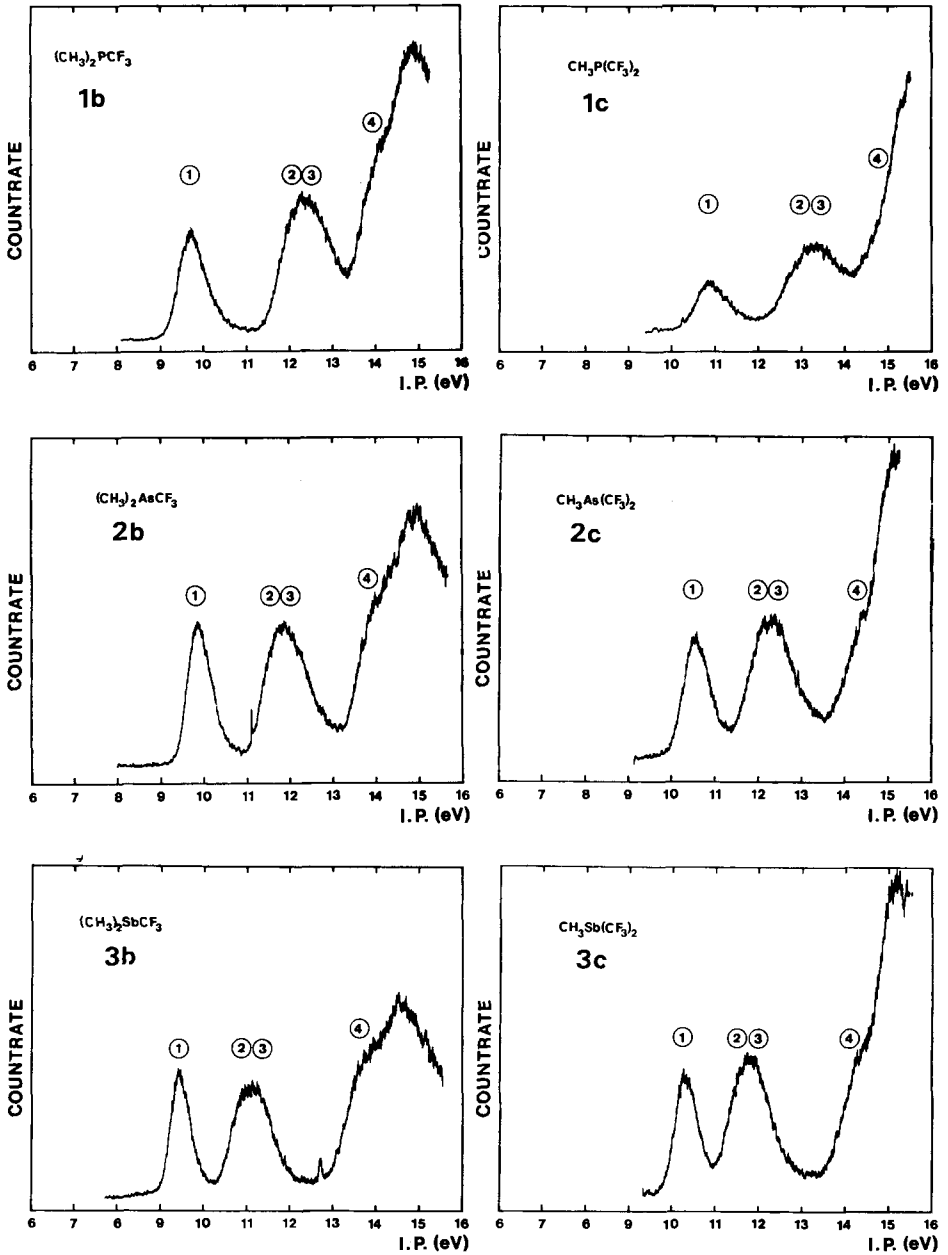 (CH₃)₂PCF₃
1b
①
②③
④
COUNTRATE
6 7 8 9 10 11 12 13 14 15 16
I.P. (eV)
CH₃P(CF₃)₂
1c
①
②③
④
COUNTRATE
6 7 8 9 10 11 12 13 14 15 16
I.P. (eV)
(CH₃)₂AsCF₃
2b
①
②③
④
COUNTRATE
6 7 8 9 10 11 12 13 14 15 16
I.P. (eV)
CH₃As(CF₃)₂
2c
①
②③
④
COUNTRATE
6 7 8 9 10 11 12 13 14 15 16
I.P. (eV)
(CH₃)₂SbCF₃
3b
①
②③
④
COUNTRATE
6 7 8 9 10 11 12 13 14 15 16
I.P. (eV)
CH₃Sb(CF₃)₂
3c
①
②③
④
COUNTRATE
6 7 8 9 10 11 12 13 14 15 16
I.P. (eV)